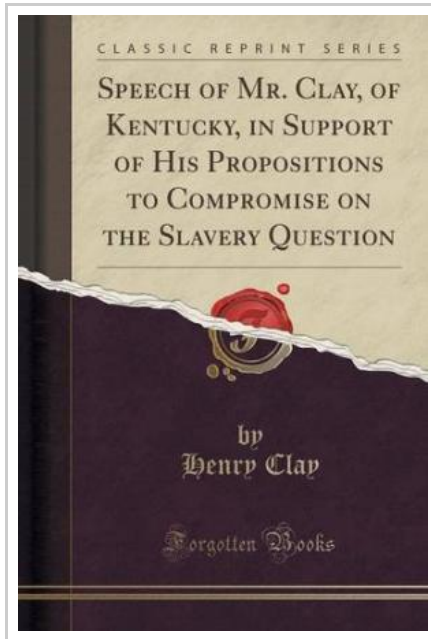 CLASSIC REPRINT SERIES
SPEECH OF MR. CLAY, OF
KENTUCKY, IN SUPPORT
OF HIS PROPOSITIONS
TO COMPROMISE ON
THE SLAVERY QUESTION
F
by
Henry Clay
Forgotten Books